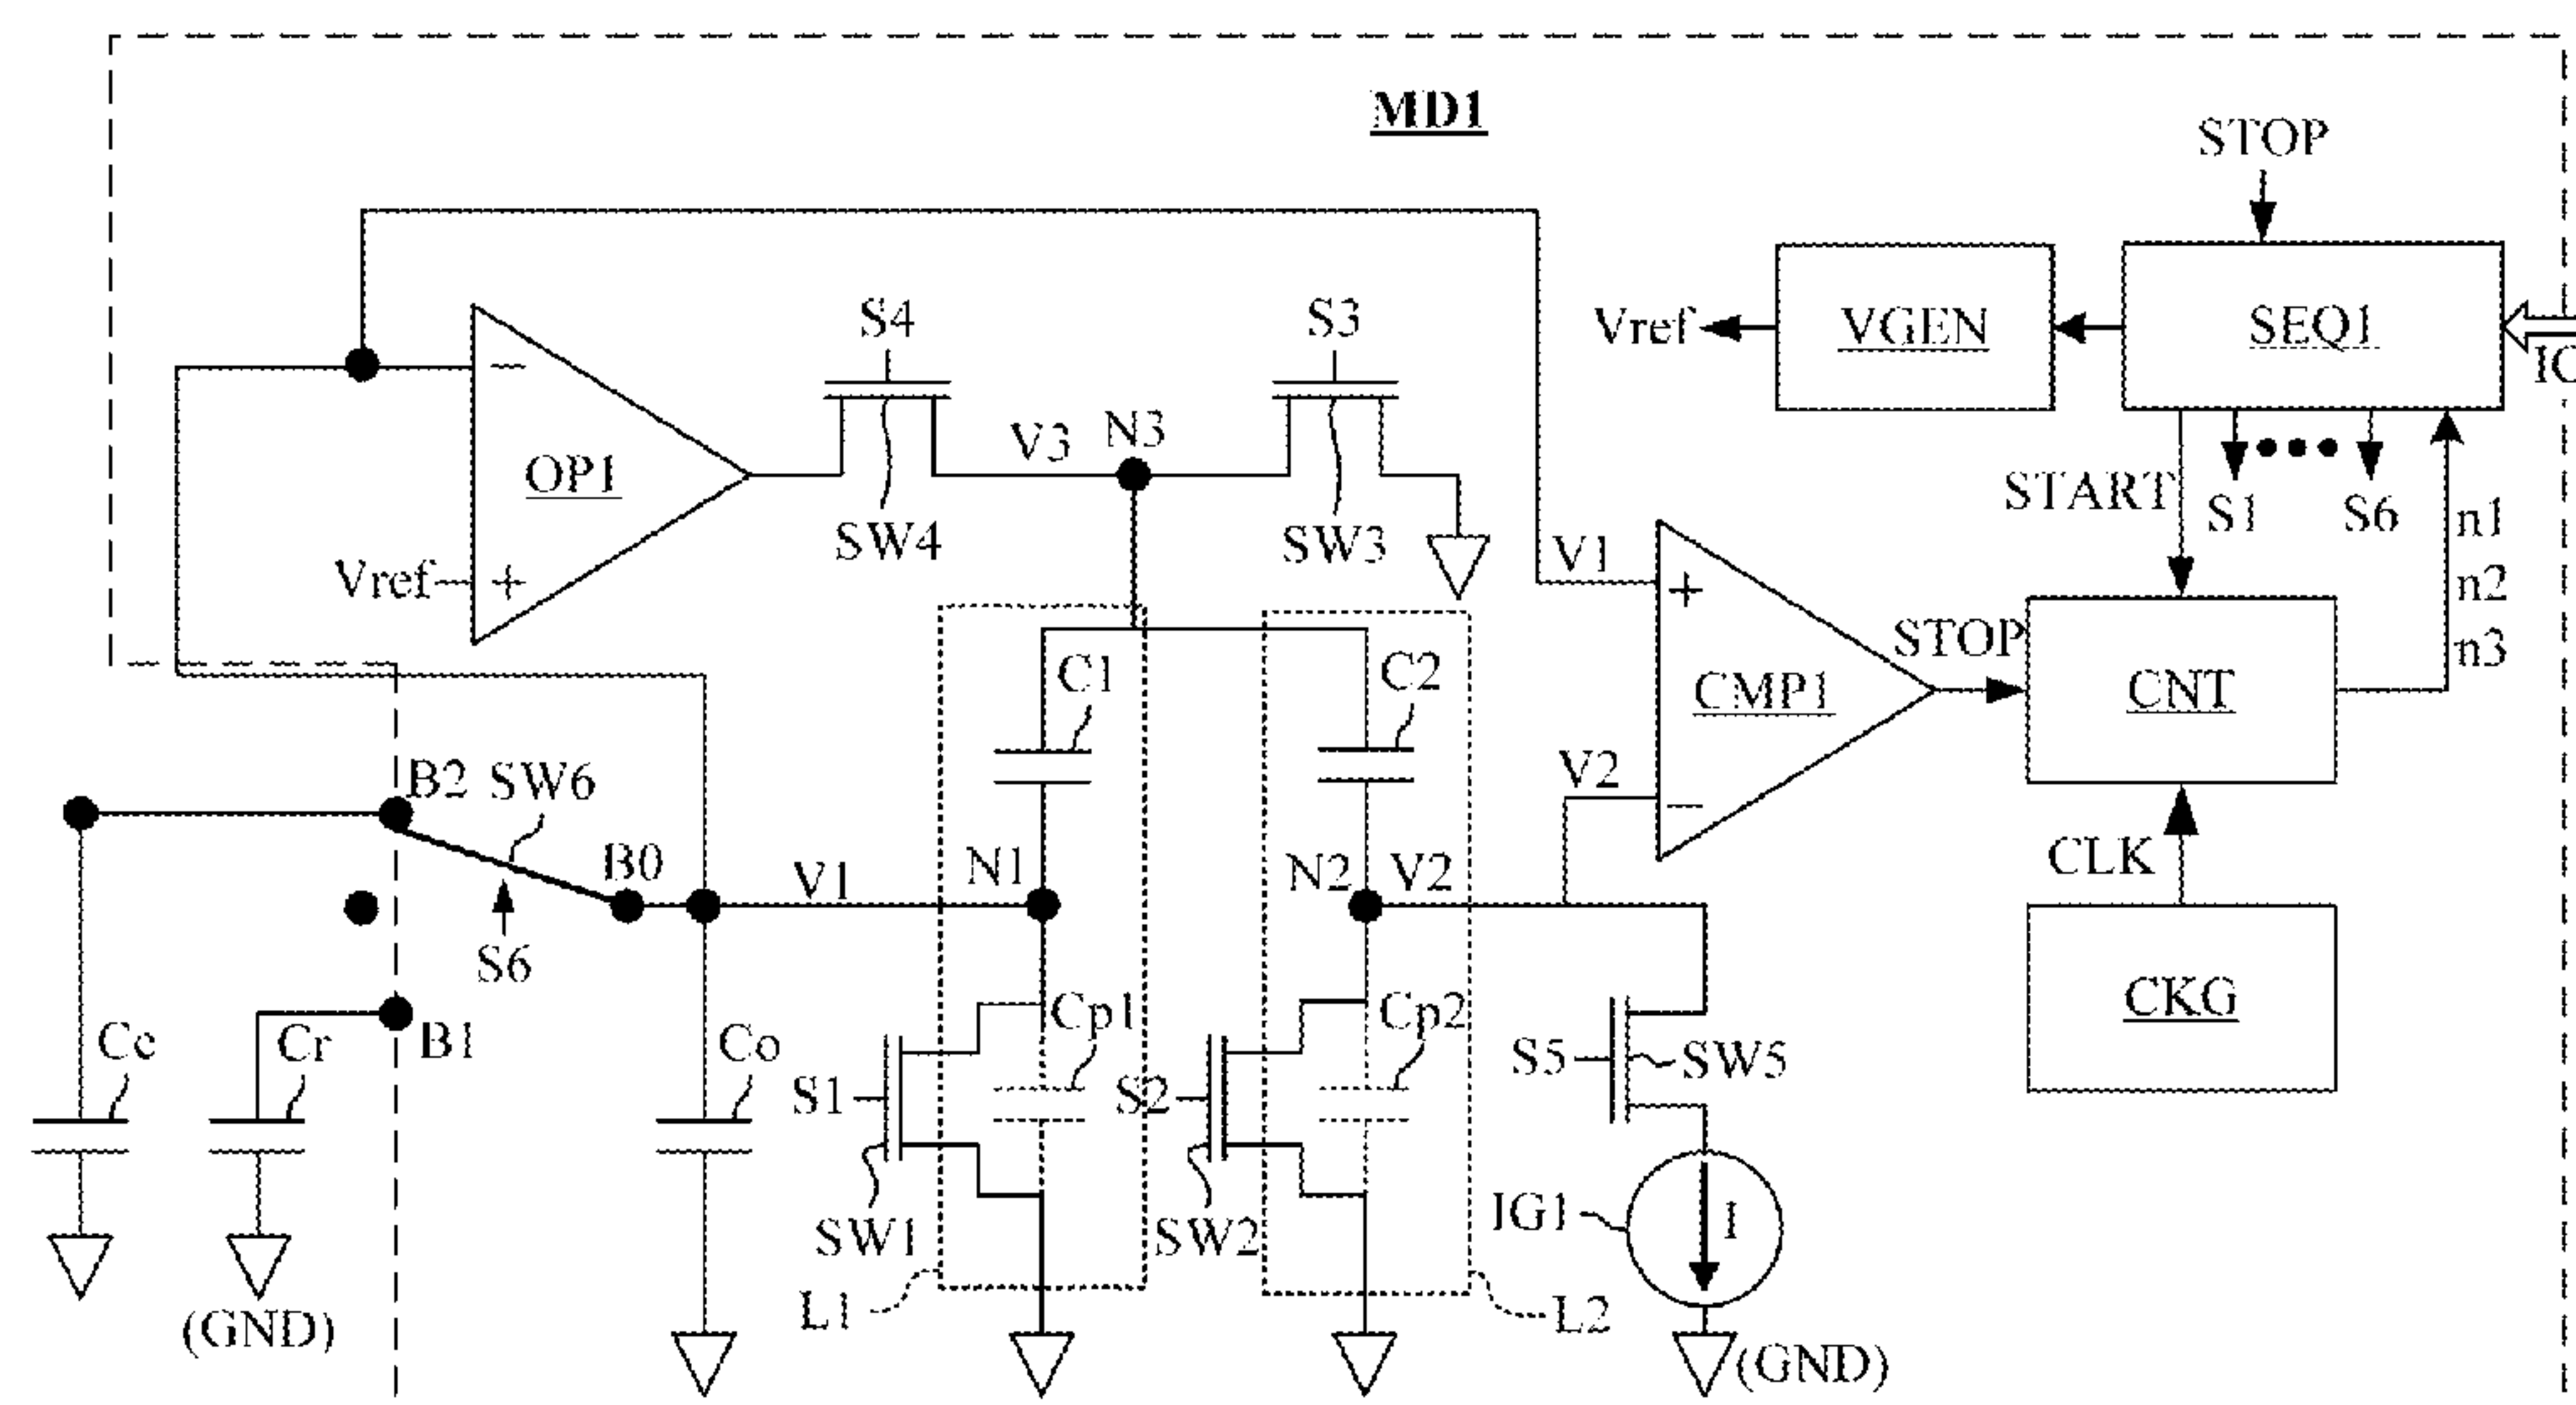 MD1
STOP
S4
S3
Vref
VGEN
SEQ1
V3
N3
OP1
START
S1
S6
n1
SW4
SW3
V1
Vref
n2
+
+
STOP
n3
C1
C2
CMP1
CNT
B2
SW6
V2
B0
V1
N1
N2
V2
CLK
S6
CKG
Cc
Cr
B1
Co
Cp1
Cp2
S5
SW5
S1
S2
SW1
SW2
IG1
I
L1
L2
(GND)
(GND)